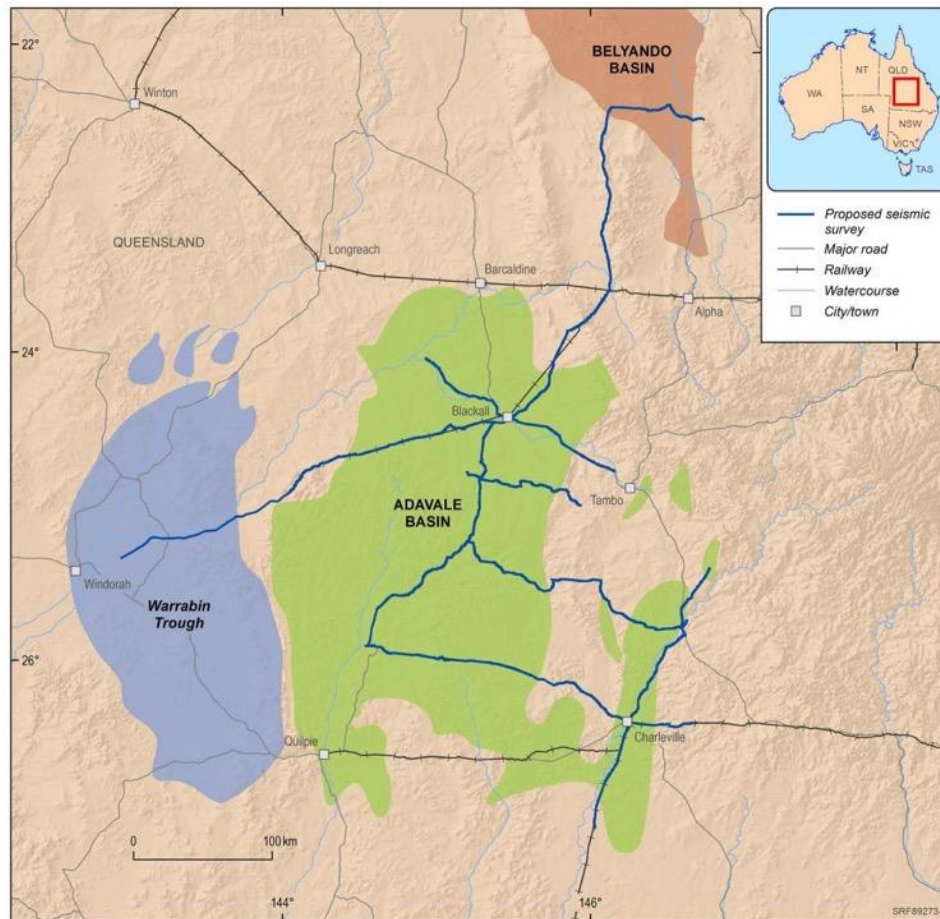 22°
BELYANDO
BASIN
Winton
QUEENSLAND
Longreach
Barcaldine
Alpha
24°
Blackall
Tambo
ADAVALE
BASIN
Windorah
Warrabin
Trough
26°
Quilpie
Charleville
0
100 km
144°
146°
NT
QLD
WA
SA
NSW
VIC
TAS
Proposed seismic
survey
Major road
Railway
Watercourse
City/town
SRF89273